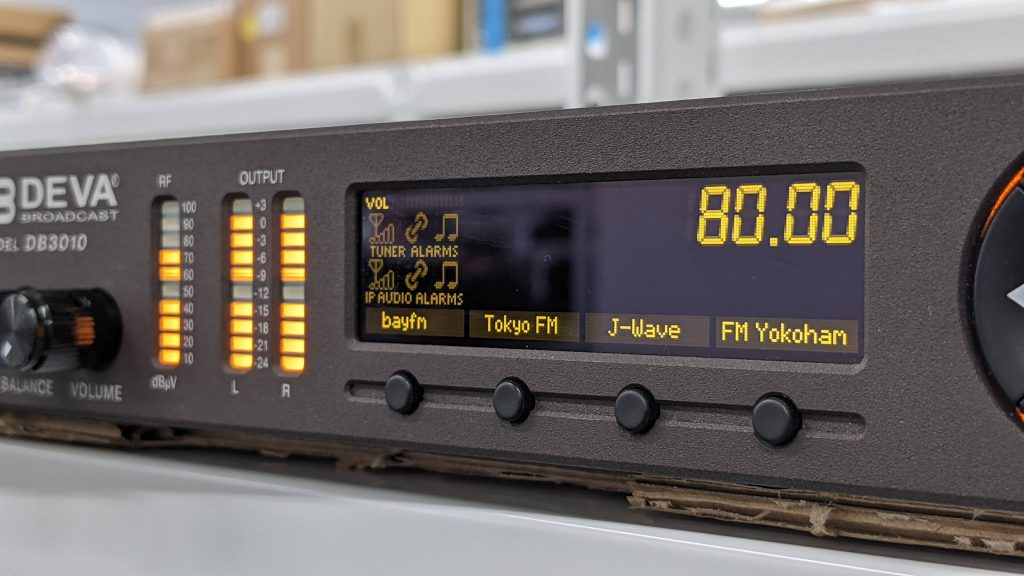 DEVA®
BROADCAST
DB3010
BALANCE
VOLUME
RF
100
90
80
70
60
50
40
30
20
10
dBµV
OUTPUT
+3
0
-3
-6
-9
-12
-15
-18
-21
-24
L
R
VOL
TUNER ALARMS
IP AUDIO ALARMS
80.00
bayfm
Tokyo FM
J-Wave
FM Yokoham